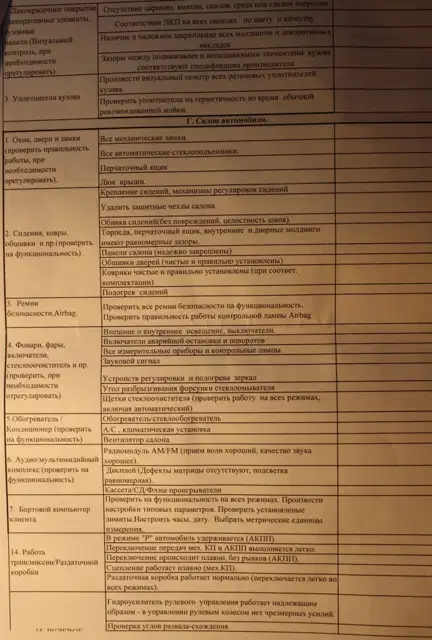 Лакокрасочное покрытие
декоративные элементы,
кузовные
панели (Визуальный
контроль, при
необходимости
орегулировать)
Отсутствие царапин, вмятин, сколов, грязи или следов коррозии
Соответствие ЛКП на всех панелях по цвету и качеству
Наличие и надежное закрепление всех молдингов и декоративных
накладок
Зазоры между подвижными и неподвижными элементами кузова
соответствуют спецификации производителя
3. Уплотнители кузова
Произвести визуальный осмотр всех резиновых уплотнителей
кузова.
Проверить уплотнители на герметичность во время обычной
рекомендованной мойки.
Г. Салон автомобиля.
1. Окна, двери и замки
(проверить правильность
работы, при
необходимости
орегулировать).
Все механические замки.
Все автоматические стеклоподъемники.
Перчаточный ящик
Люк крыши.
2. Сидения, ковры,
обшивки и пр.(проверить
на функциональность)
Крепление сидений, механизмы регулировок сидений
Удалить защитные чехлы салона
Обивка сидений(без повреждений, целостность швов).
Торпеда, перчаточный ящик, внутренние и дверные молдинги
имеют равномерные зазоры.
Панели салона (надежно закреплены)
Обшивки дверей (чистые и правильно установлены)
Коврики чистые и правильно установлены (при соответ.
комплектации)
Подогрев сидений
3. Ремни
безопасности,Airbag.
Проверить все ремни безопасности на функциональность.
Проверить правильность работы контрольной лампы Airbag
4. Фонари, фары,
включатели,
стеклоочиститель и пр.
(проверить, при
необходимости
отрегулировать)
Внешние и внутреннее освещение, выключатели.
Включатели аварийной остановки и поворотов
Все измерительные приборы и контрольные лампы
Звуковой сигнал
Устройств регулировки и подогрева зеркал
Угол разбрызгивания форсунки стеклоомывателя
Щетки стеклоочистителя (проверить работу на всех режимах,
включая автоматический)
5.Обогреватель /
Кондиционер (проверить
на функциональность)
Обогреватель/стеклообогреватель
A/C , климатическая установка
Вентилятор салона.
6. Аудио/мультимидийный
комплекс (проверить на
функциональность)
Радиомодуль AM/FM (прием волн хороший, качество звука
хорошее).
Дисплей (Дефекты матрицы отсутствуют, подсветка
равномерная).
Кассета/СД/Флэш проигрыватели
7. Бортовой компьютер
клиента
Проверить на функциональность на всех режимах. Произвести
настройки типовых параметров. Проверить установленые
лимиты.Настроить часы, дату. Выбрать метрические единицы
измерения.
14. Работа
трансмиссии/Раздаточной
коробки
В режиме "P" автомобиль удерживается (АКПП).
Переключение передач мех. КП и АКПП выполняется легко.
Переключение происходит плавно, без рывков (АКПП).
Сцепление работает плавно (мех.КП).
Раздаточная коробка работает нормально (переключается легко во
всех режимах).
Гидроусилитель рулевого управления работает надлежащим
образом - в управлении рулевым колесом нет чрезмерных усилий.
Проверка углов развала-схождения.